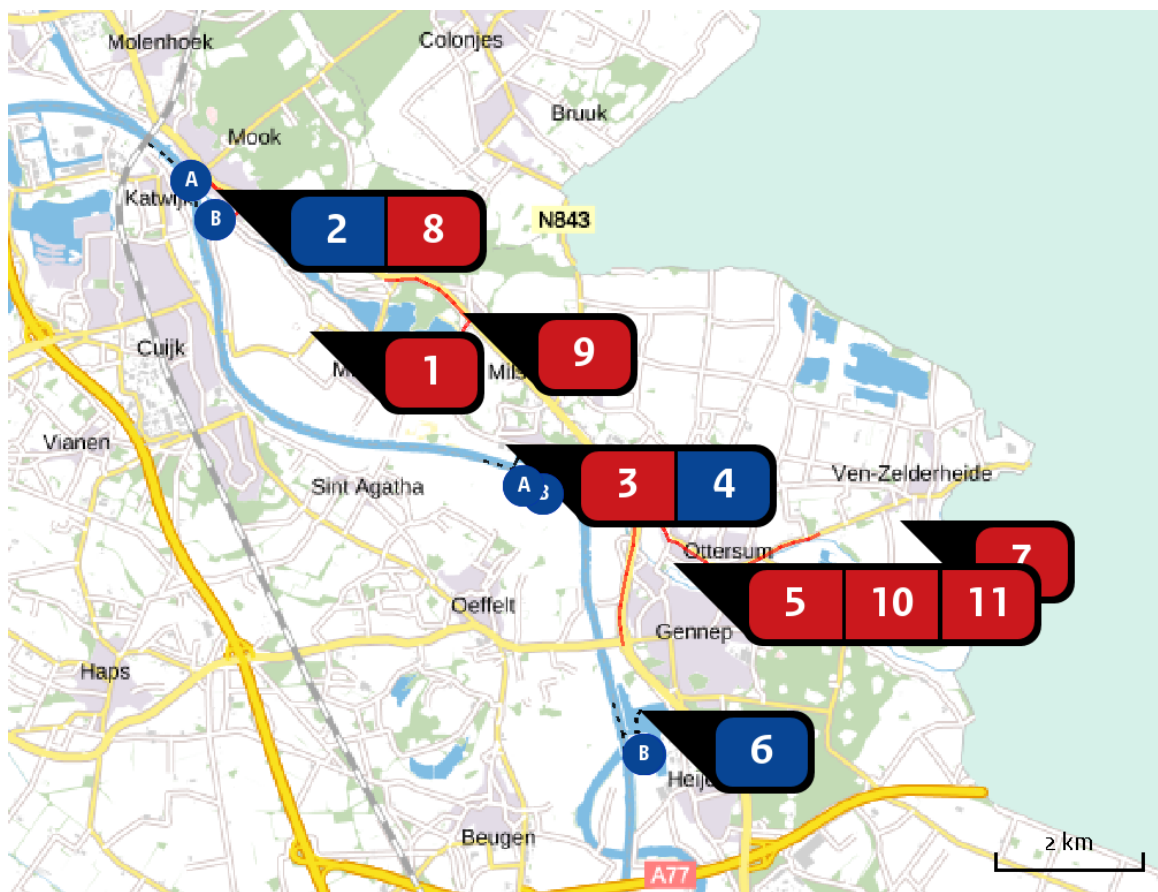 Molenhoek
Colonjes
Bruuk
Mook
A
Katwijk
B
2 8
N843
9
Cuijk
1
Vianen
Sint Agatha
A
3 4
Ven-Zelderheide
Ottersum
7
5 10 11
Oeffelt
Gennep
Haps
B
6
Beugen
2 km
A77